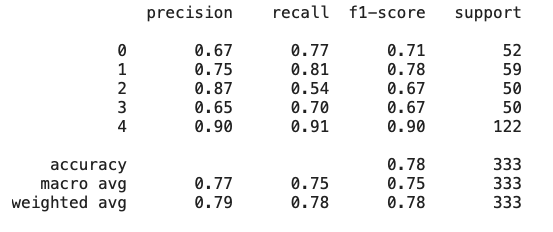 precision recall f1-score support
0 0.67 0.77 0.71 52
1 0.75 0.81 0.78 59
2 0.87 0.54 0.67 50
3 0.65 0.70 0.67 50
4 0.90 0.91 0.90 122
accuracy 0.78 333
macro avg 0.77 0.75 0.75 333
weighted avg 0.79 0.78 0.78 333